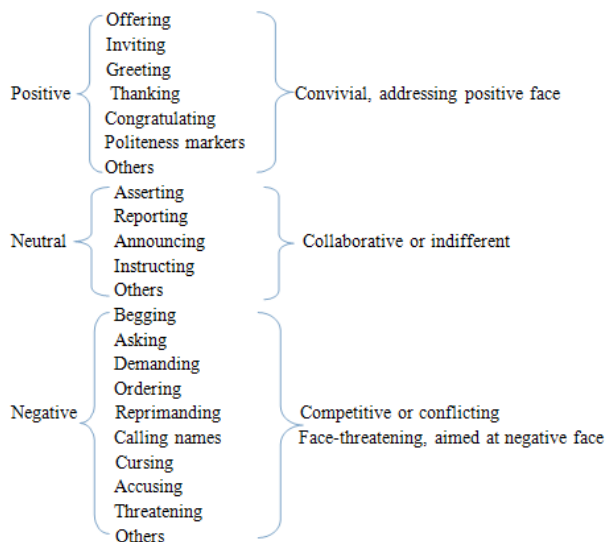 Offering
Inviting
Greeting
Positive Thanking Convivial, addressing positive face
Congratulating
Politeness markers
Others
Asserting
Reporting
Neutral Announcing Collaborative or indifferent
Instructing
Others
Begging
Asking
Demanding
Ordering
Negative Reprimanding Competitive or conflicting
Calling names Face-threatening, aimed at negative face
Cursing
Accusing
Threatening
Others